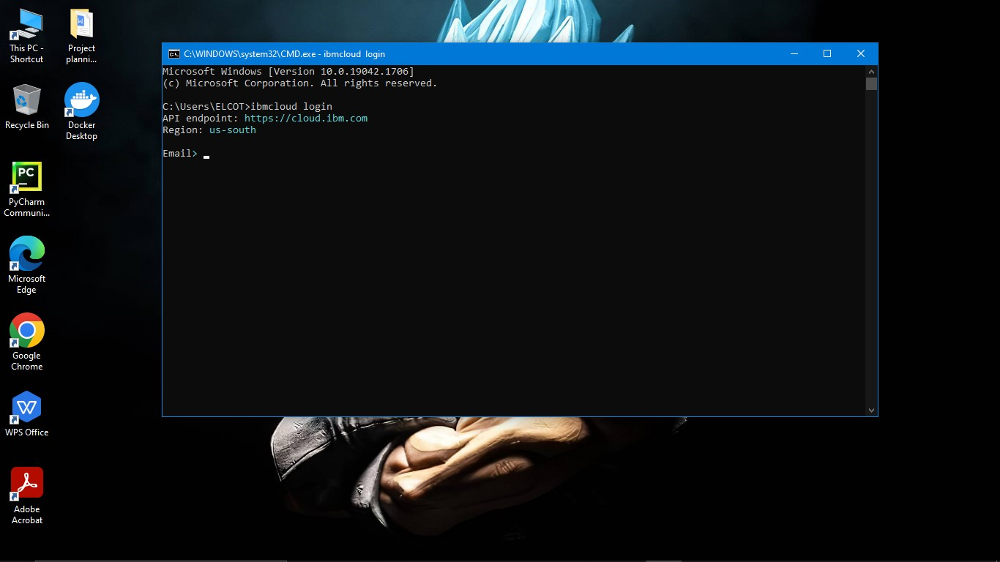 This PC -
Shortcut
Project
planni...
Recycle Bin
Docker
Desktop
PC
PyCharm
Communi...
Microsoft
Edge
Google
Chrome
WPS Office
Adobe
Acrobat
C:\WINDOWS\system32\CMD.exe - ibmcloud  login
Microsoft Windows [Version 10.0.19042.1706]
(c) Microsoft Corporation. All rights reserved.
C:\Users\ELCOT>ibmcloud login
API endpoint: https://cloud.ibm.com
Region: us-south
Email>